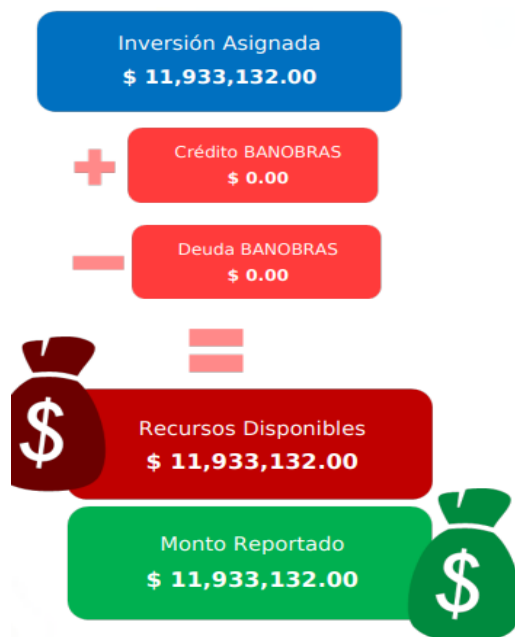 Inversión Asignada
$ 11,933,132.00
+
Crédito BANOBRAS
$ 0.00
−
Deuda BANOBRAS
$ 0.00
=
$
Recursos Disponibles
$ 11,933,132.00
Monto Reportado
$ 11,933,132.00
$